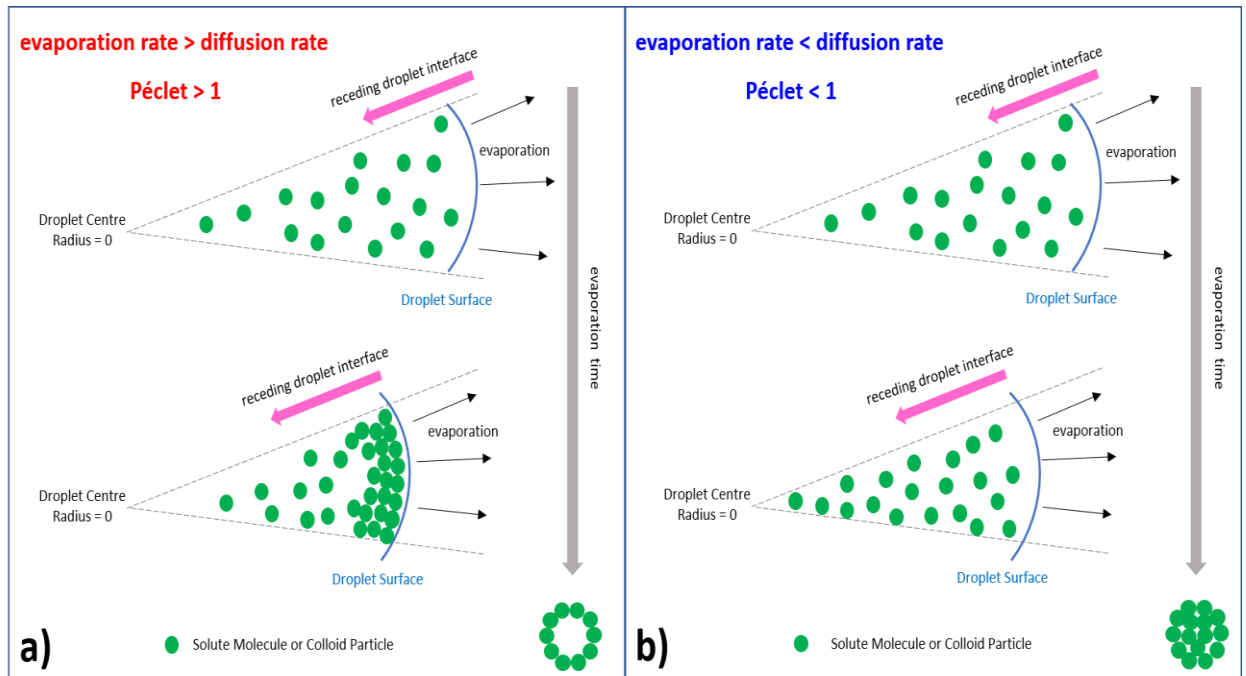 evaporation rate > diffusion rate
Péclet > 1
receding droplet interface
evaporation
Droplet Centre
Radius = 0
Droplet Surface
evaporation time
receding droplet interface
evaporation
Droplet Centre
Radius = 0
Droplet Surface
a)
Solute Molecule or Colloid Particle
evaporation rate < diffusion rate
Péclet < 1
receding droplet interface
evaporation
Droplet Centre
Radius = 0
Droplet Surface
evaporation time
receding droplet interface
evaporation
Droplet Centre
Radius = 0
Droplet Surface
b)
Solute Molecule or Colloid Particle